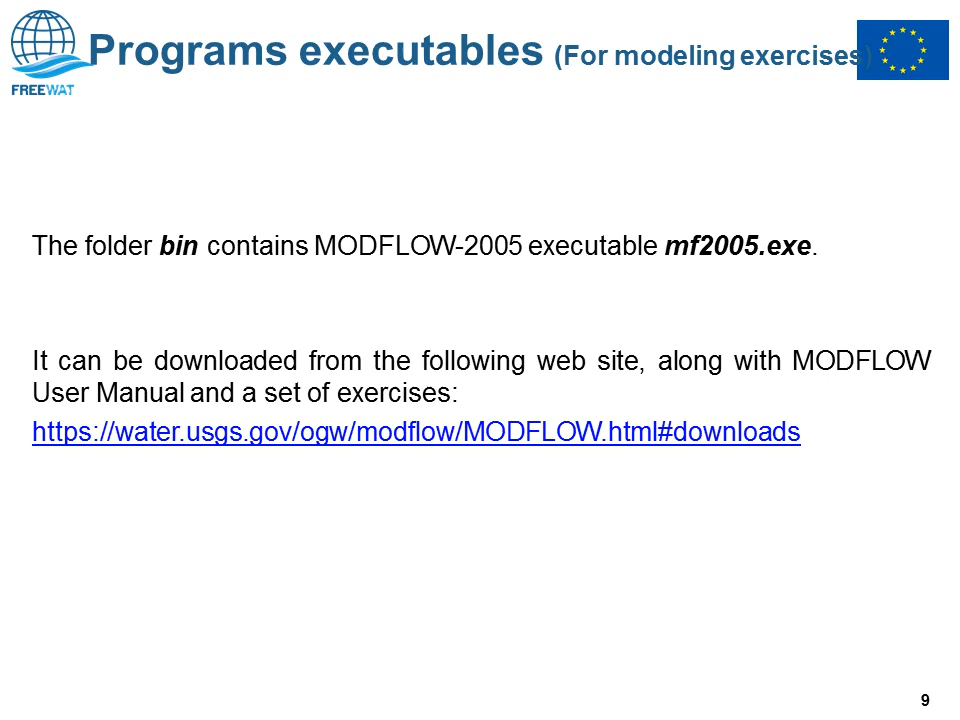 Programs executables (For modeling exercises)
FREEWAT
The folder bin contains MODFLOW-2005 executable mf2005.exe.
It can be downloaded from the following web site, along with MODFLOW
User Manual and a set of exercises:
https://water.usgs.gov/ogw/modflow/MODFLOW.html#downloads
9